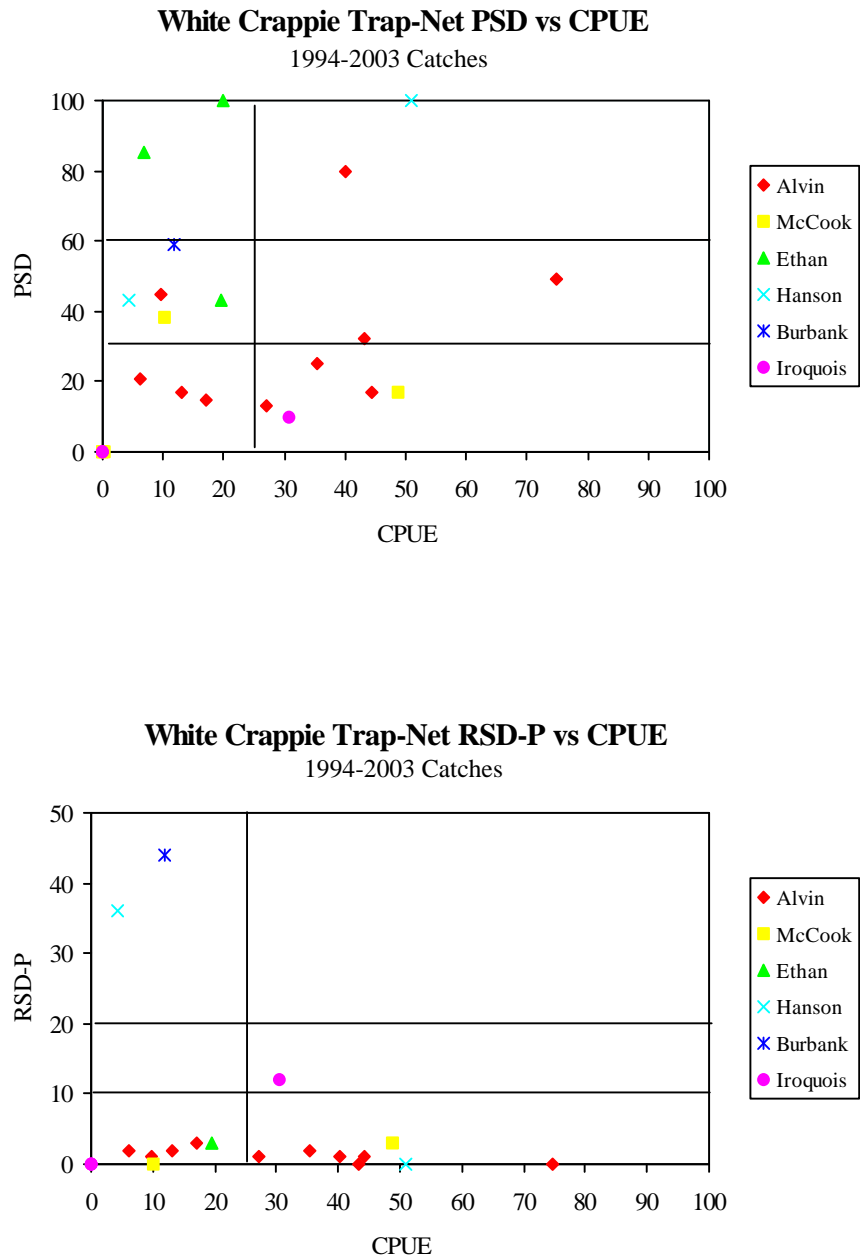 White Crappie Trap-Net PSD vs CPUE
1994-2003 Catches
100
80
60
40
20
0
PSD
0 10 20 30 40 50 60 70 80 90 100
CPUE
Alvin
McCook
Ethan
Hanson
Burbank
Iroquois
White Crappie Trap-Net RSD-P vs CPUE
1994-2003 Catches
50
40
30
20
10
0
RSD-P
0 10 20 30 40 50 60 70 80 90 100
CPUE
Alvin
McCook
Ethan
Hanson
Burbank
Iroquois